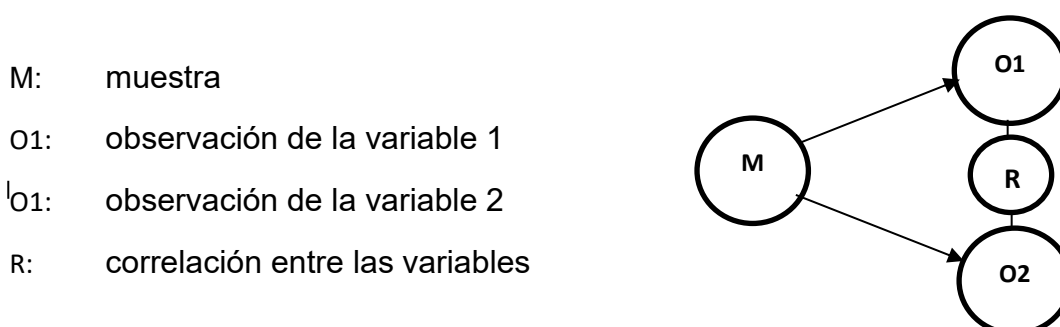 M: muestra
O1: observación de la variable 1
O1: observación de la variable 2
R: correlación entre las variables
O1
M
R
O2